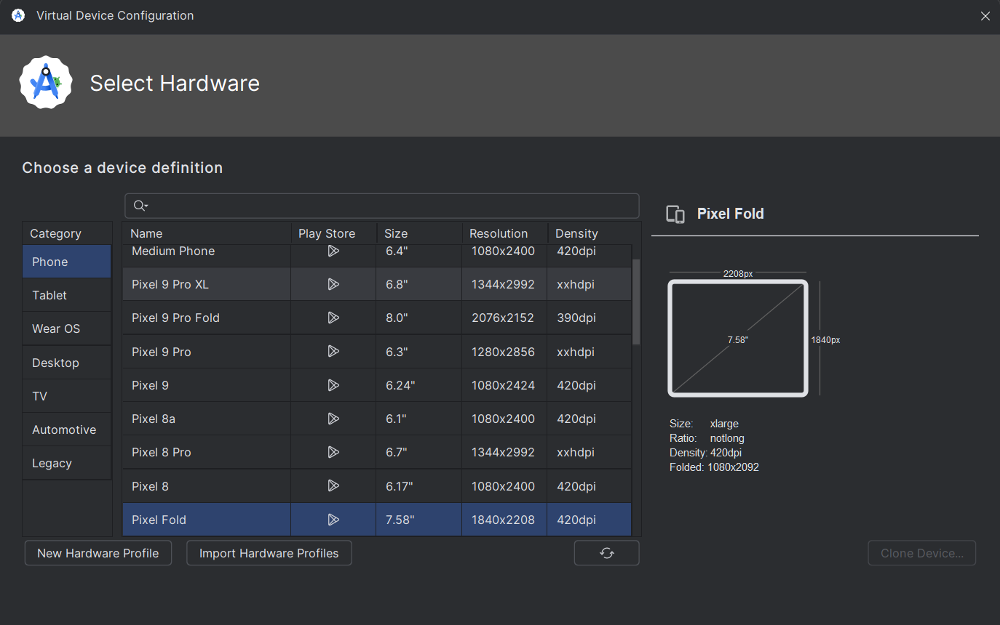 Virtual Device Configuration
Select Hardware
Choose a device definition
Category
Phone
Tablet
Wear OS
Desktop
TV
Automotive
Legacy
Name Play Store Size Resolution Density
Medium Phone 6.4" 1080x2400 420dpi
Pixel 9 Pro XL 6.8" 1344x2992 xxhdpi
Pixel 9 Pro Fold 8.0" 2076x2152 390dpi
Pixel 9 Pro 6.3" 1280x2856 xxhdpi
Pixel 9 6.24" 1080x2424 420dpi
Pixel 8a 6.1" 1080x2400 420dpi
Pixel 8 Pro 6.7" 1344x2992 xxhdpi
Pixel 8 6.17" 1080x2400 420dpi
Pixel Fold 7.58" 1840x2208 420dpi
Pixel Fold
2208px
7.58"
1840px
Size: xlarge
Ratio: notlong
Density: 420dpi
Folded: 1080x2092
New Hardware Profile
Import Hardware Profiles
Clone Device...